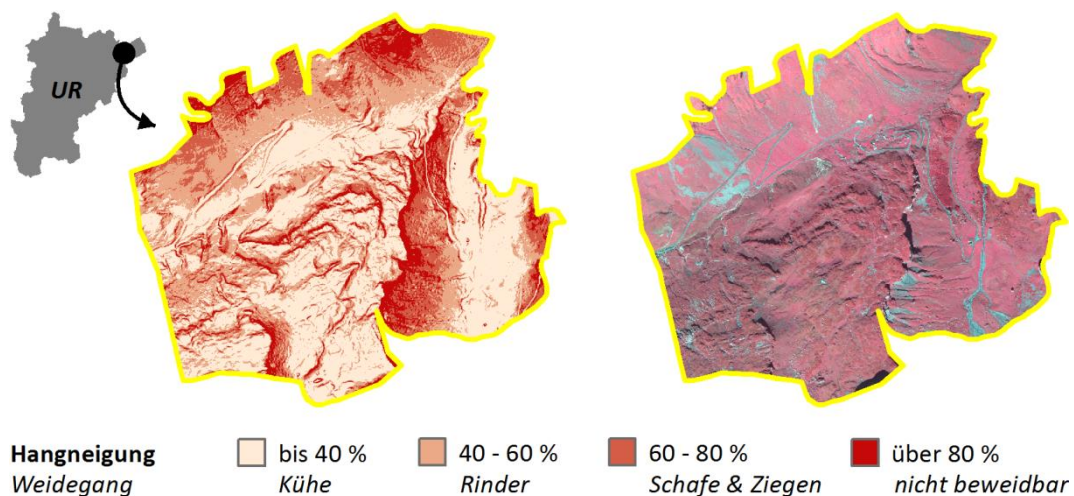 UR
Hangneigung bis 40 % 40 - 60 % 60 - 80 % über 80 %
Weidegang Kühe Rinder Schafe & Ziegen nicht beweidbar